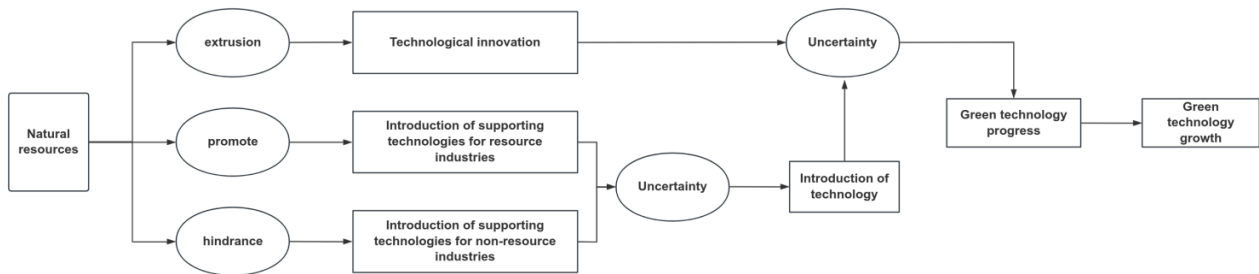 extrusion
Technological innovation
Uncertainty
Natural
resources
promote
Introduction of supporting
technologies for resource
industries
Green technology
progress
Green
technology
growth
Uncertainty
Introduction of
technology
hindrance
Introduction of supporting
technologies for non-resource
industries